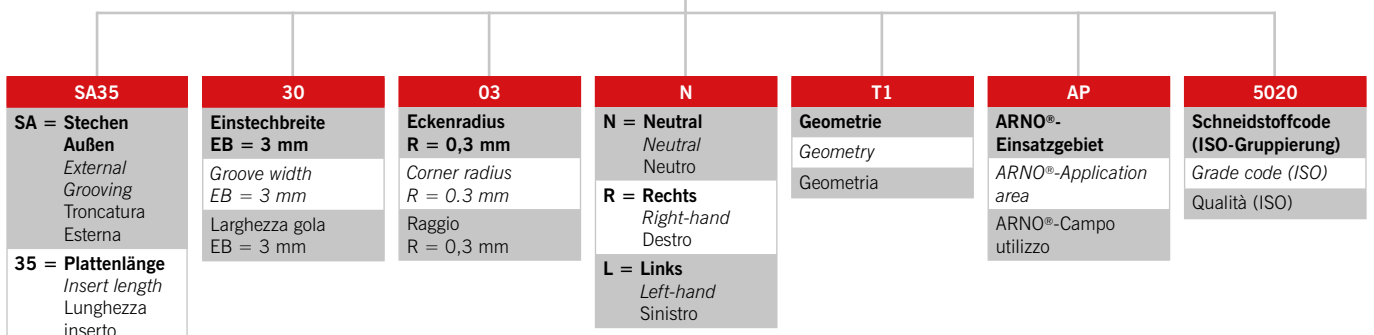 SA35
SA = Stechen
Außen
External
Grooving
Troncatura
Esterna
35 = Plattenlänge
Insert length
Lunghezza
inserto
30
Einstechbreite
EB = 3 mm
Groove width
EB = 3 mm
Larghezza gola
EB = 3 mm
03
Eckenradius
R = 0,3 mm
Corner radius
R = 0.3 mm
Raggio
R = 0,3 mm
N
N = Neutral
Neutral
Neutro
R = Rechts
Right-hand
Destro
L = Links
Left-hand
Sinistro
T1
Geometrie
Geometry
Geometria
AP
ARNO®-
Einsatzgebiet
ARNO®-Application
area
ARNO®-Campo
utilizzo
5020
Schneidstoffcode
(ISO-Gruppierung)
Grade code (ISO)
Qualità (ISO)